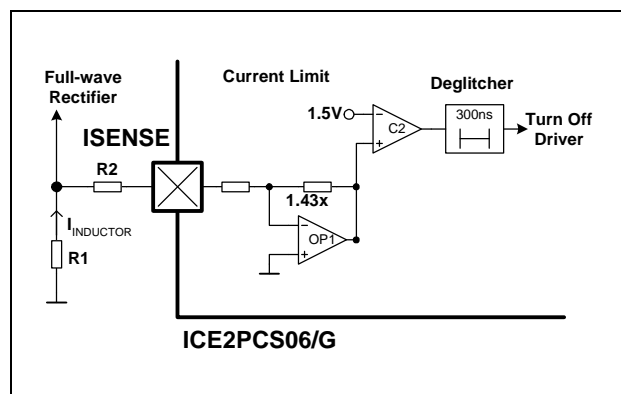 Full-wave
Rectifier
Current Limit
Deglitcher
ISENSE
1.5V
C2
300ns
Turn Off
Driver
R2
1.43x
IINDUCTOR
OP1
R1
ICE2PCS06/G